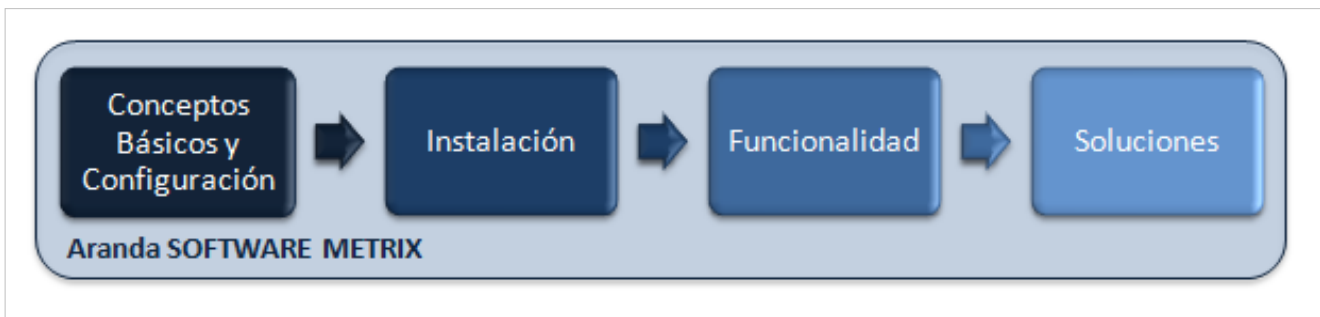 Conceptos
Básicos y
Configuración
Instalación
Funcionalidad
Soluciones
Aranda SOFTWARE METRIX